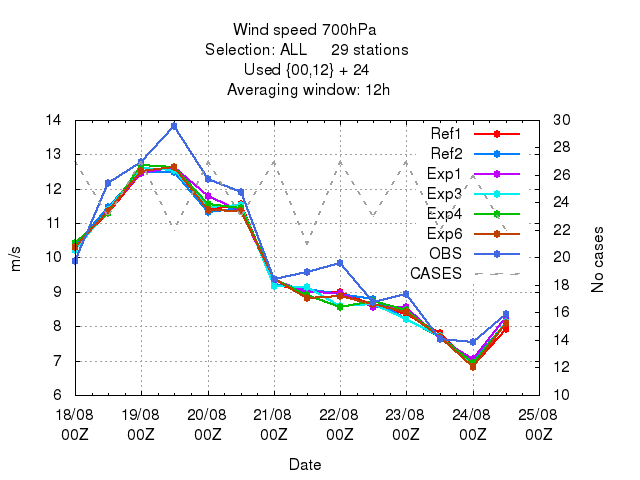 Wind speed 700hPa
Selection: ALL     29 stations
Used {00,12} + 24
Averaging window: 12h
14 30
13 28
12 26
11 24
10 22
9 20
8 18
7 16
6 14
12
10
m/s
No cases
Ref1
Ref2
Exp1
Exp3
Exp4
Exp6
OBS
CASES
18/08 19/08 20/08 21/08 22/08 23/08 24/08 25/08
00Z 00Z 00Z 00Z 00Z 00Z 00Z 00Z
Date